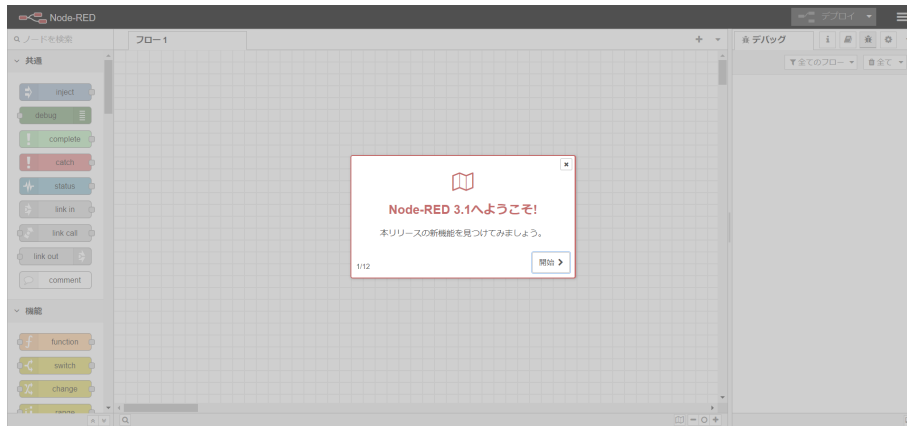 Node-RED
デプロイ
ノードを検索
フロー 1
デバッグ
i
全てのフロー
全て
共通
inject
debug
complete
catch
status
link in
link call
link out
comment
機能
function
switch
change
range
Node-RED 3.1へようこそ!
本リリースの新機能を見つけてみましょう。
1/12
開始